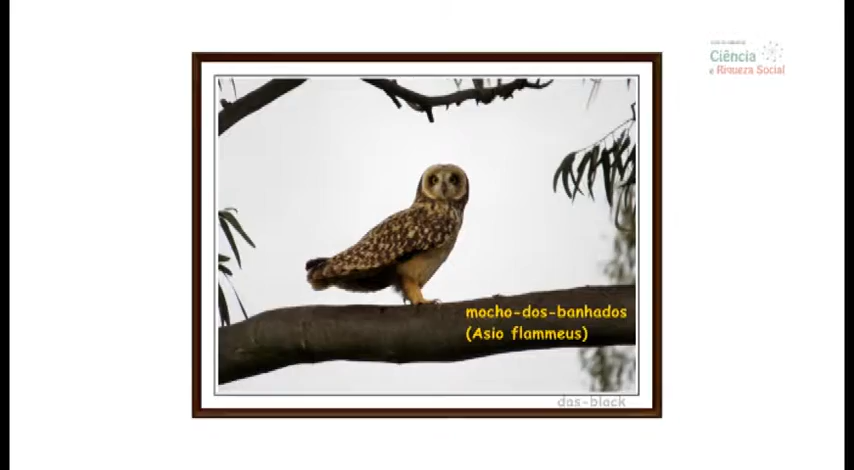 Ciência
e Riqueza Social
mocho-dos-banhados
(Asio flammeus)
das-black